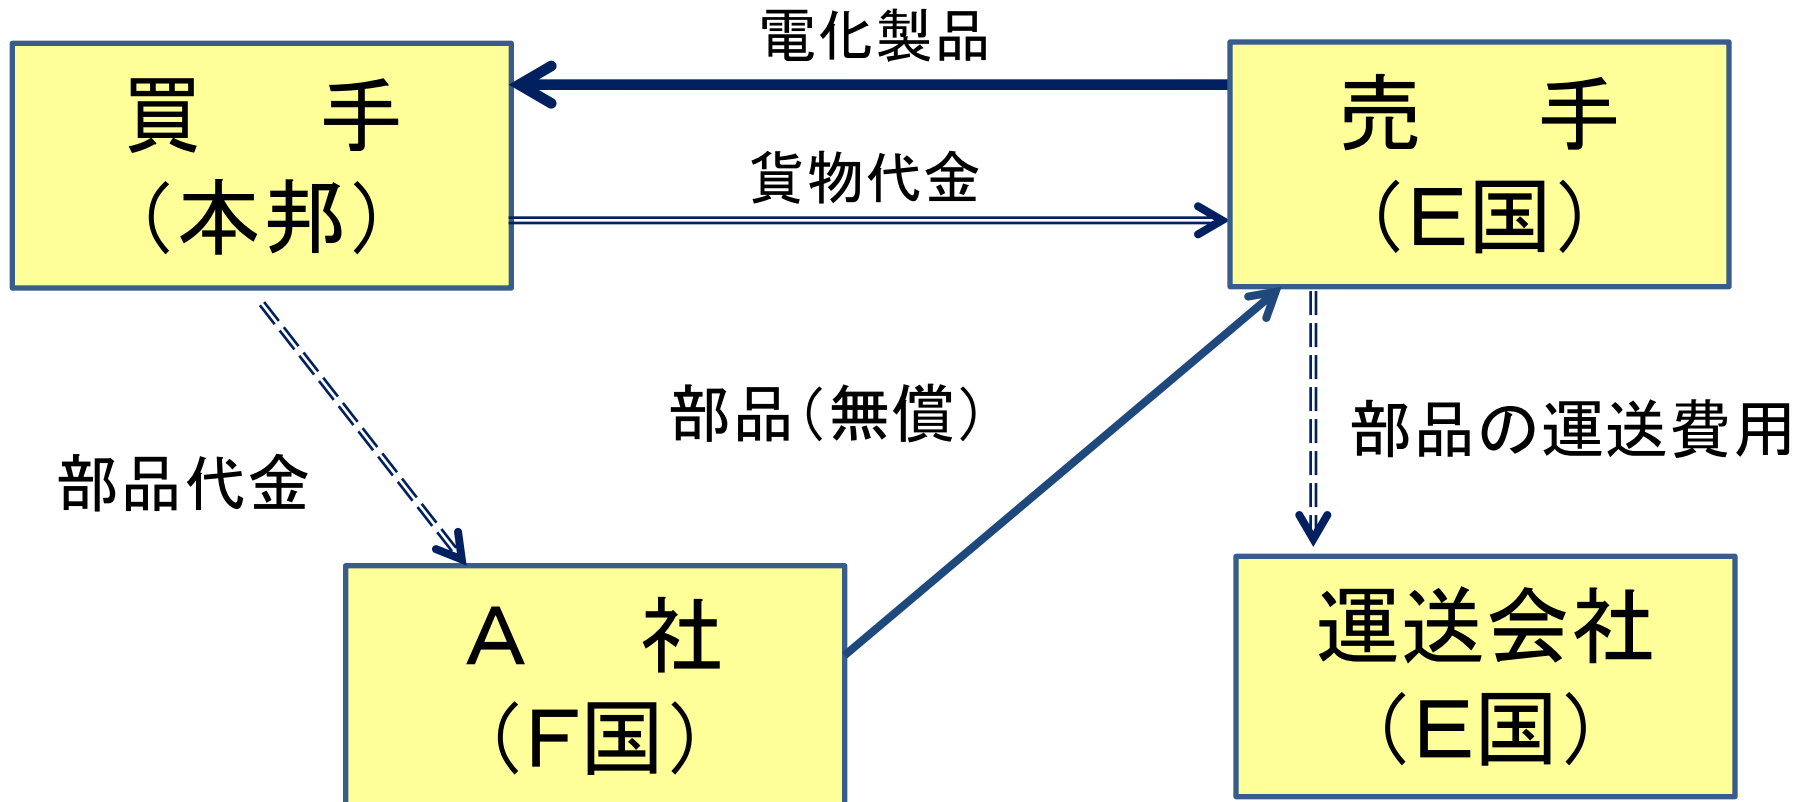 電化製品
買　手
（本邦）
売　手
（Ｅ国）
貨物代金
部品（無償）
部品の運送費用
部品代金
Ａ　社
（Ｆ国）
運送会社
（Ｅ国）